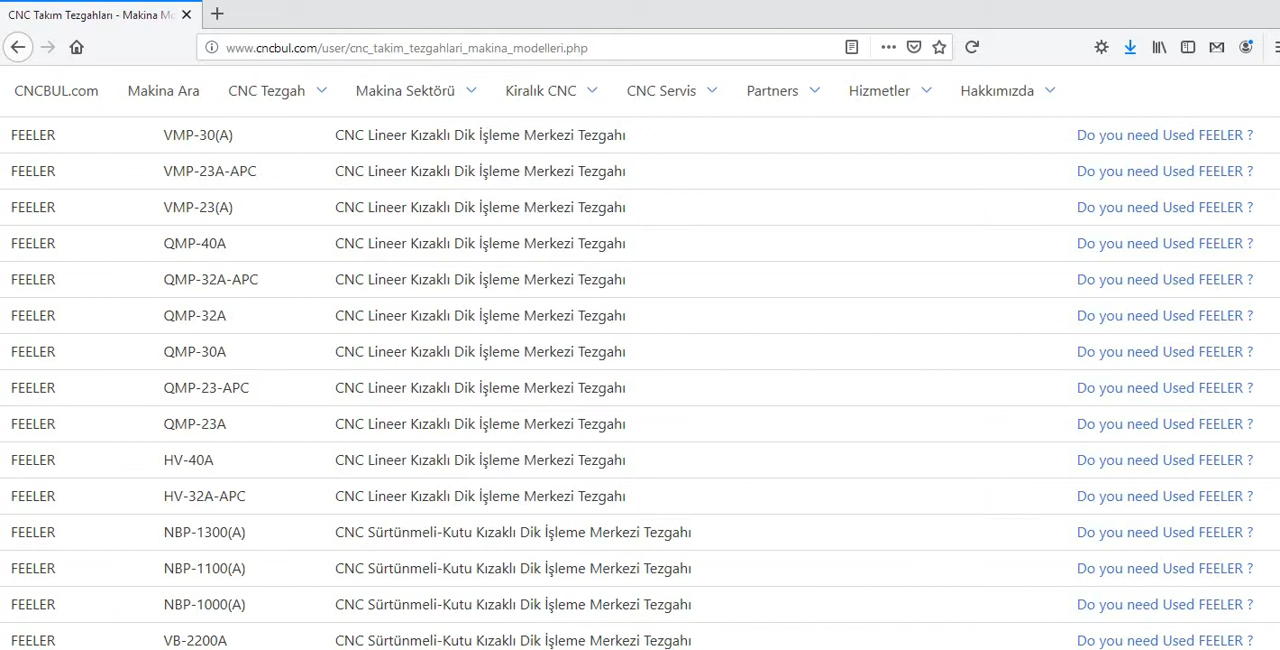 CNC Takım Tezgahları - Makina Mo
www.cncbul.com/user/cnc_takim_tezgahlari_makina_modelleri.php
CNCBUL.com Makina Ara CNC Tezgah Makina Sektörü Kiralık CNC CNC Servis Partners Hizmetler Hakkımızda
FEELER VMP-30(A) CNC Lineer Kızaklı Dik İşleme Merkezi Tezgahı Do you need Used FEELER ?
FEELER VMP-23A-APC CNC Lineer Kızaklı Dik İşleme Merkezi Tezgahı Do you need Used FEELER ?
FEELER VMP-23(A) CNC Lineer Kızaklı Dik İşleme Merkezi Tezgahı Do you need Used FEELER ?
FEELER QMP-40A CNC Lineer Kızaklı Dik İşleme Merkezi Tezgahı Do you need Used FEELER ?
FEELER QMP-32A-APC CNC Lineer Kızaklı Dik İşleme Merkezi Tezgahı Do you need Used FEELER ?
FEELER QMP-32A CNC Lineer Kızaklı Dik İşleme Merkezi Tezgahı Do you need Used FEELER ?
FEELER QMP-30A CNC Lineer Kızaklı Dik İşleme Merkezi Tezgahı Do you need Used FEELER ?
FEELER QMP-23-APC CNC Lineer Kızaklı Dik İşleme Merkezi Tezgahı Do you need Used FEELER ?
FEELER QMP-23A CNC Lineer Kızaklı Dik İşleme Merkezi Tezgahı Do you need Used FEELER ?
FEELER HV-40A CNC Lineer Kızaklı Dik İşleme Merkezi Tezgahı Do you need Used FEELER ?
FEELER HV-32A-APC CNC Lineer Kızaklı Dik İşleme Merkezi Tezgahı Do you need Used FEELER ?
FEELER NBP-1300(A) CNC Sürtünmeli-Kutu Kızaklı Dik İşleme Merkezi Tezgahı Do you need Used FEELER ?
FEELER NBP-1100(A) CNC Sürtünmeli-Kutu Kızaklı Dik İşleme Merkezi Tezgahı Do you need Used FEELER ?
FEELER NBP-1000(A) CNC Sürtünmeli-Kutu Kızaklı Dik İşleme Merkezi Tezgahı Do you need Used FEELER ?
FEELER VB-2200A CNC Sürtünmeli-Kutu Kızaklı Dik İşleme Merkezi Tezgahı Do you need Used FEELER ?